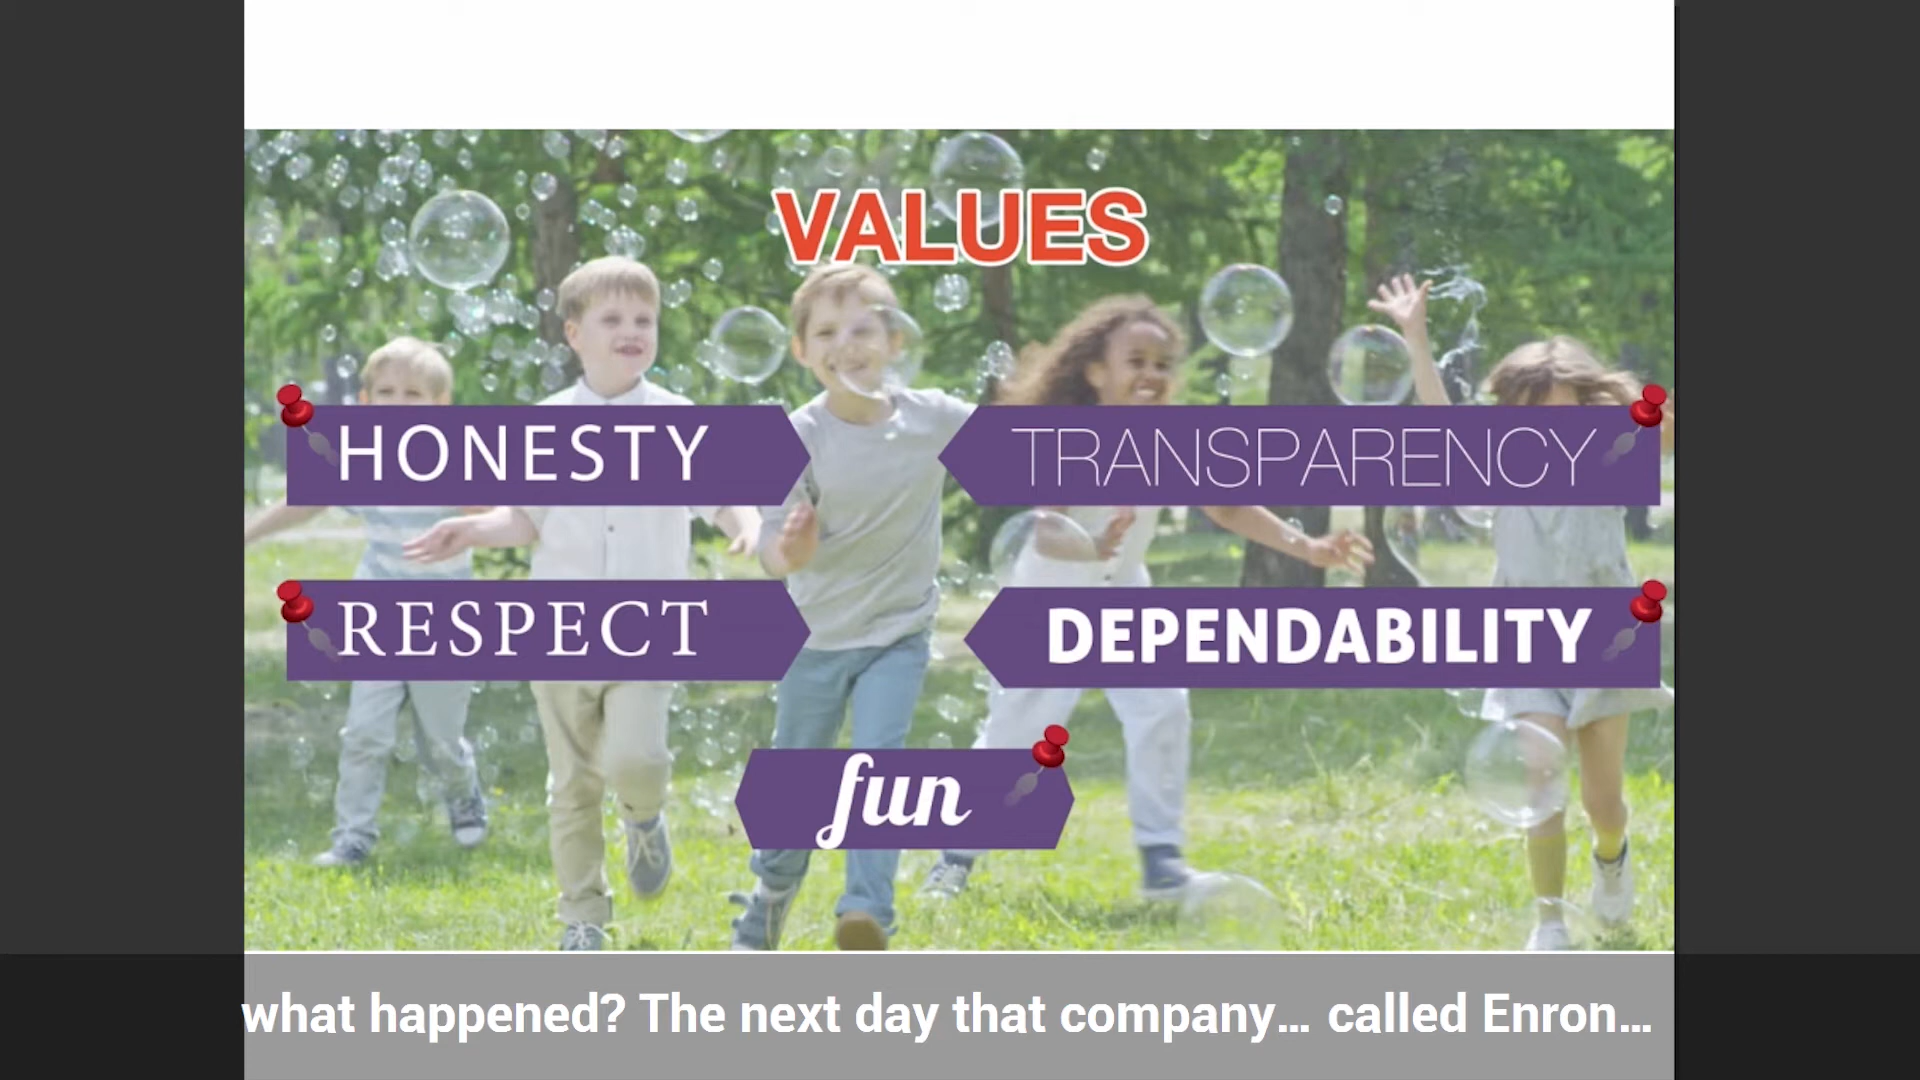 VALUES
HONESTY
TRANSPARENCY
RESPECT
DEPENDABILITY
fun
what happened? The next day that company... called Enron...